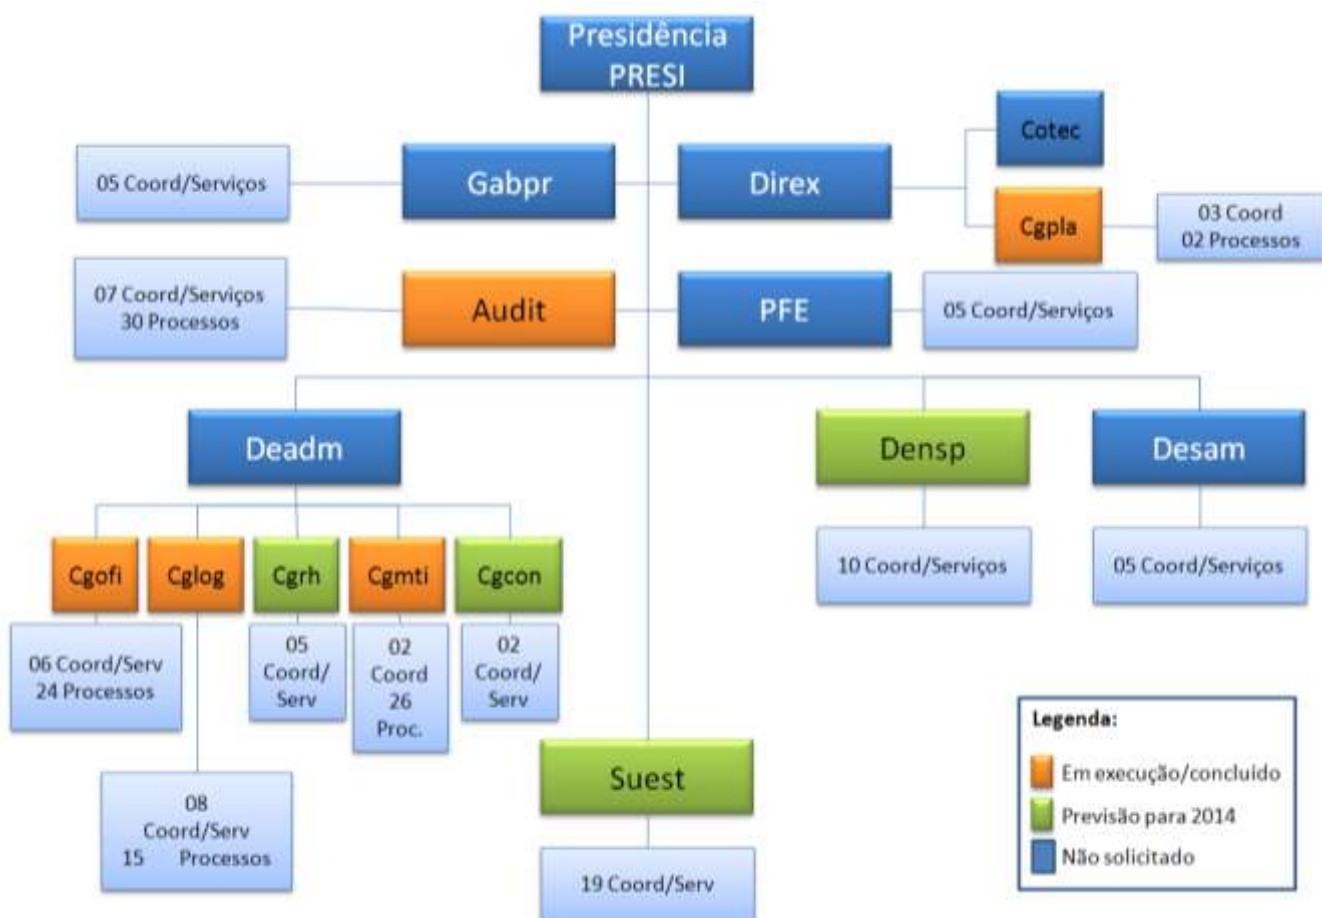 Presidência
PRESI
Cotec
05 Coord/Serviços
Gabpr
Direx
Cgpla
03 Coord
02 Processos
07 Coord/Serviços
30 Processos
Audit
PFE
05 Coord/Serviços
Deadm
Densp
Desam
10 Coord/Serviços
05 Coord/Serviços
Cgofi
Cglog
Cgrh
Cgmti
Cgcon
06 Coord/Serv
24 Processos
05
Coord/
Serv
02
Coord
26
Proc.
02
Coord/
Serv
08
Coord/Serv
15 Processos
Suest
19 Coord/Serv
Legenda:
Em execução/concluido
Previsão para 2014
Não solicitado